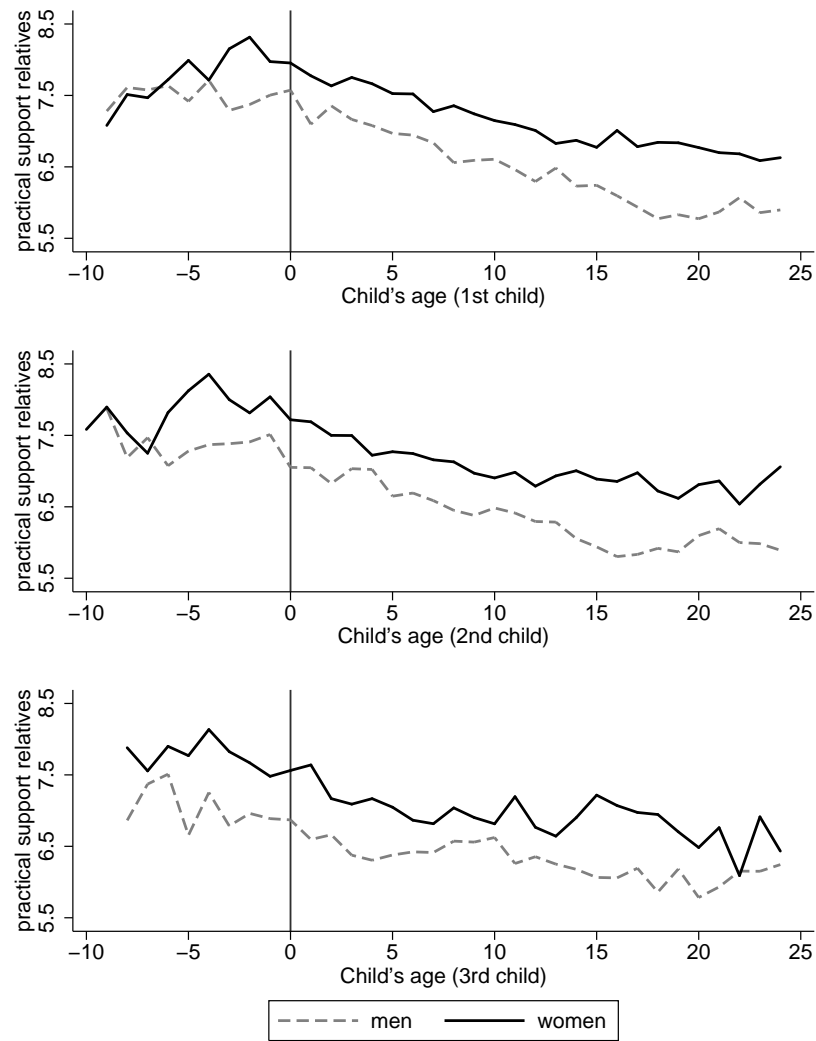 practical support relatives
8.5
7.5
6.5
5.5
−10 −5 0 5 10 15 20 25
Child's age (1st child)
practical support relatives
8.5
7.5
6.5
5.5
−10 −5 0 5 10 15 20 25
Child's age (2nd child)
practical support relatives
8.5
7.5
6.5
5.5
−10 −5 0 5 10 15 20 25
Child's age (3rd child)
men women